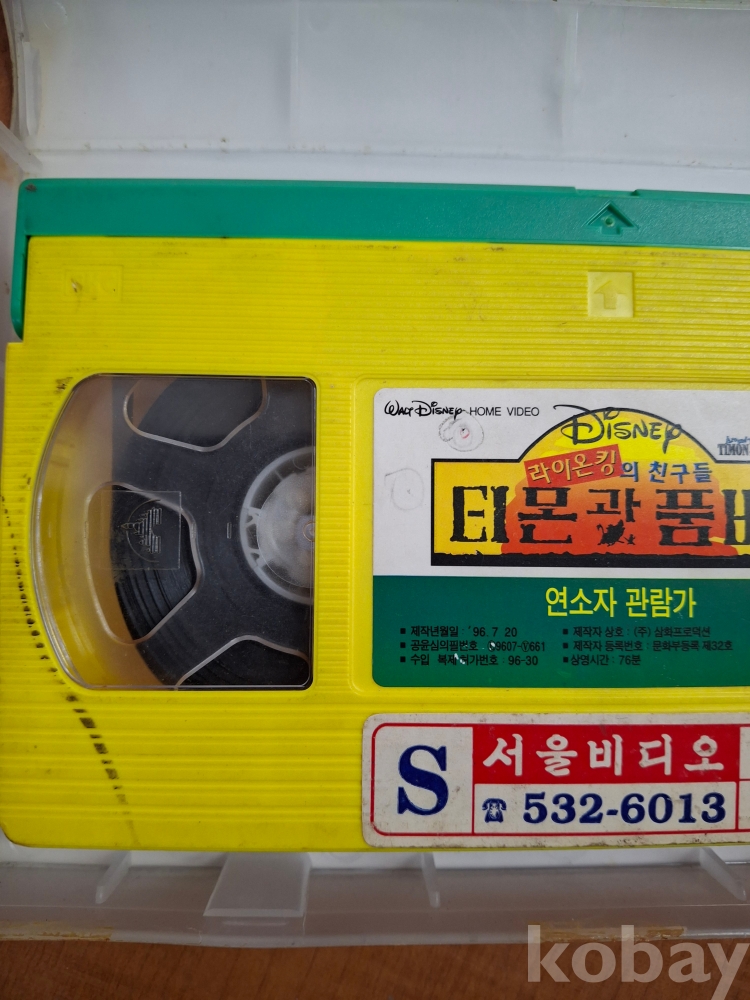 WALT DISNEY HOME VIDEO
DISNEY
TIMON
라이온킹의 친구들
티몬과 품
연소자 관람가
■ 제작년월일 : '96. 7. 20
■ 공윤심의필번호 : 9607-Ⓥ661
■ 수입 복제 허가번호 : 96-30
■ 제작자 상호 : (주) 삼화프로덕션
■ 제작자 등록번호 : 문화부등록 제32호
■ 상영시간 : 76분
S 서울비디오
☎ 532-6013
kobay